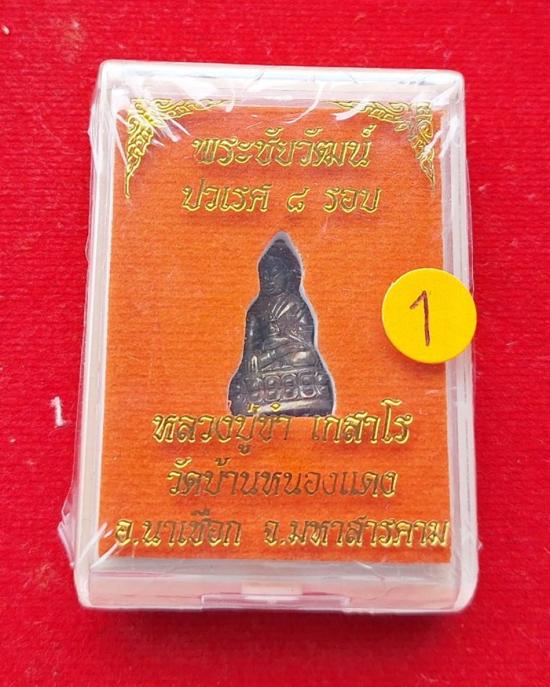 พระชัยวัฒน์
ปวเรศ ๘ รอบ
1
หลวงปู่ขำ เกสาโร
วัดบ้านหนองแดง
อ.นาเชือก จ.มหาสารคาม